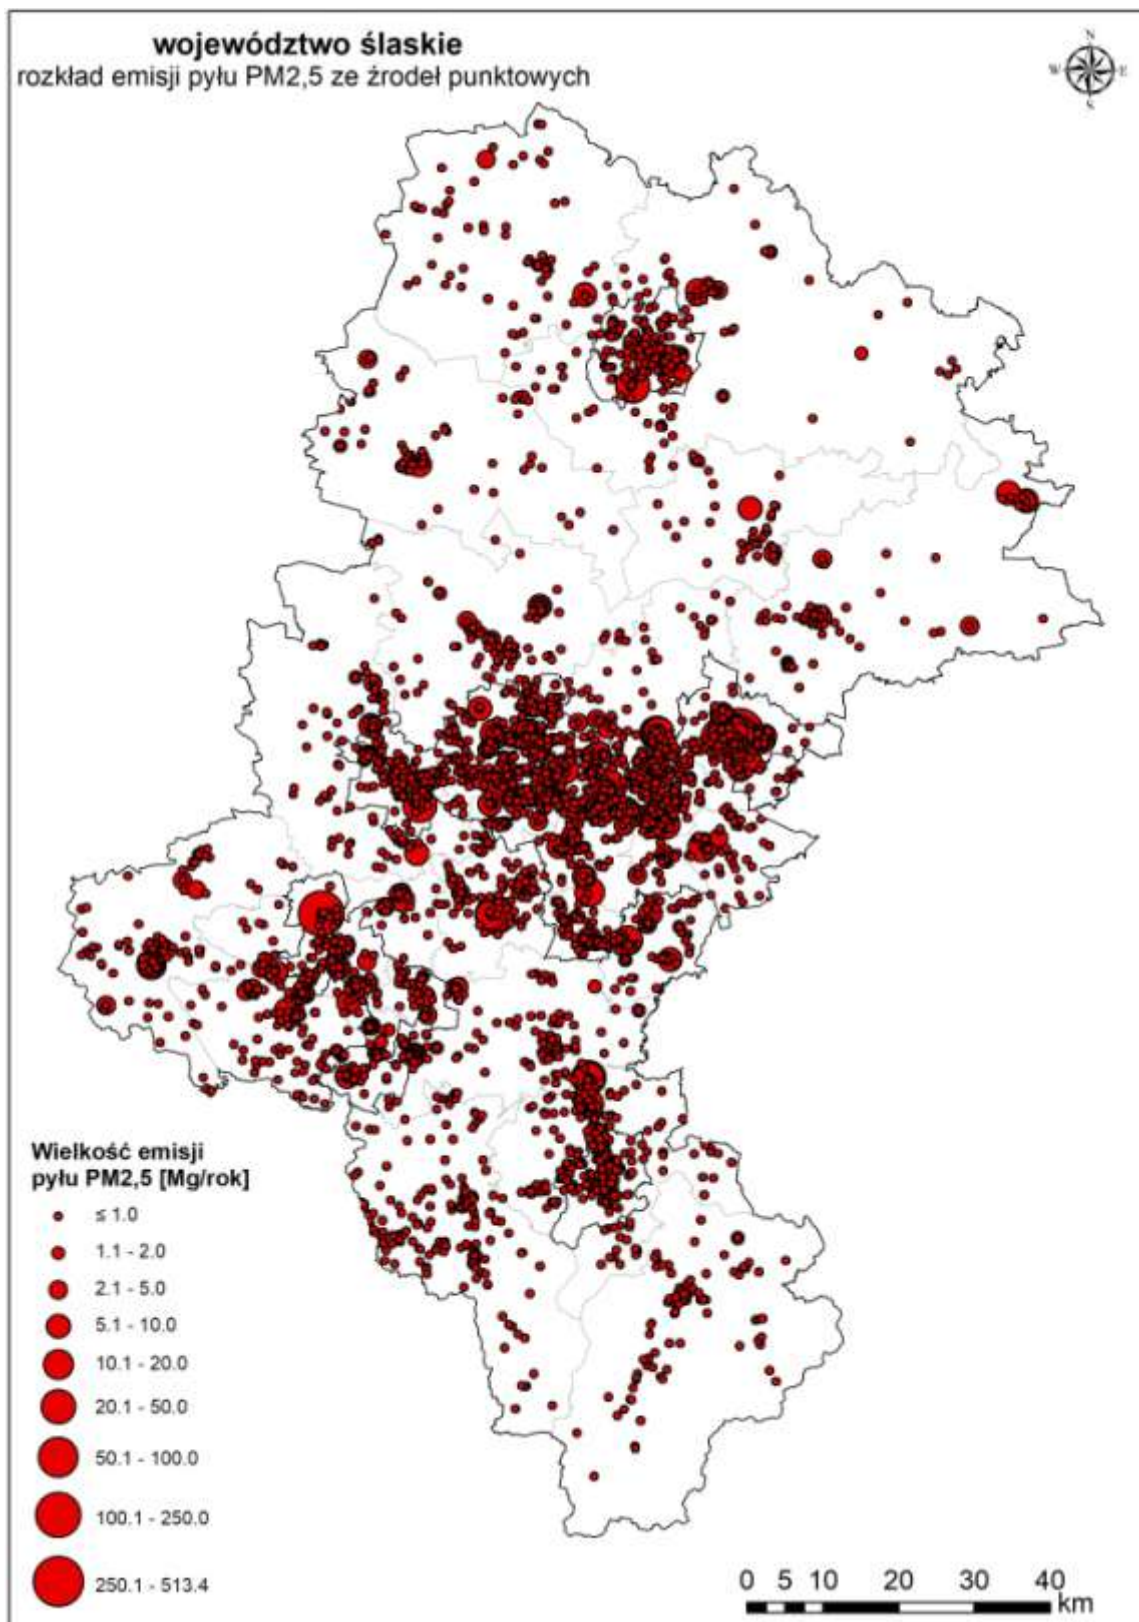 województwo ślaskie
rozkład emisji pyłu PM2,5 ze źrodeł punktowych
N
W E
S
Wielkość emisji
pyłu PM2,5 [Mg/rok]
≤ 1.0
1.1 - 2.0
2.1 - 5.0
5.1 - 10.0
10.1 - 20.0
20.1 - 50.0
50.1 - 100.0
100.1 - 250.0
250.1 - 513.4
0 5 10 20 30 40
km